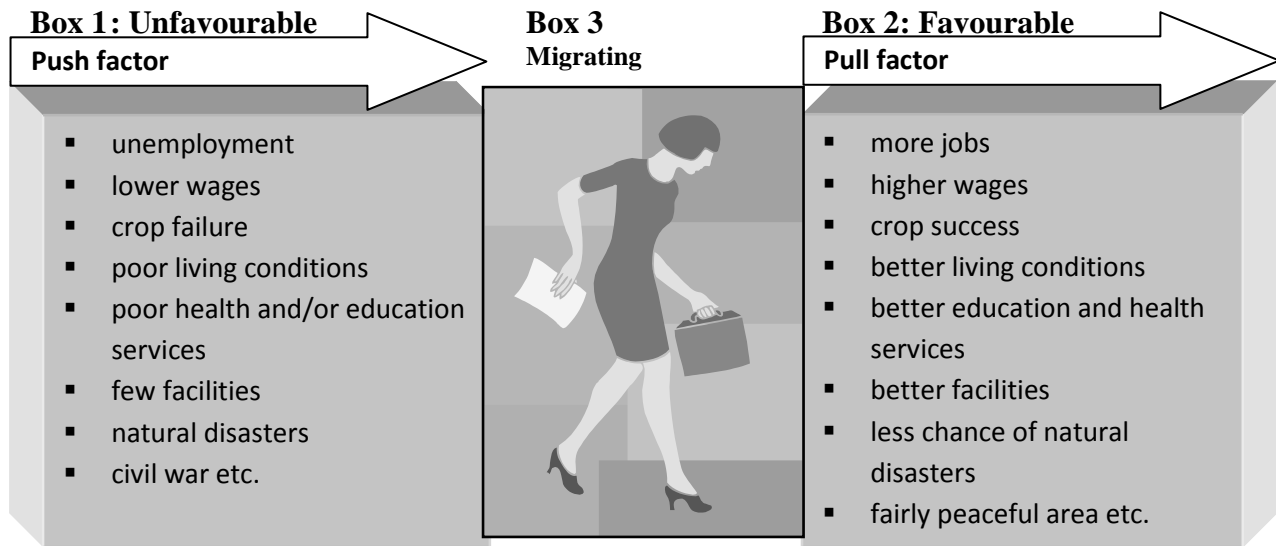 Box 1: Unfavourable
Push factor
▪ unemployment
▪ lower wages
▪ crop failure
▪ poor living conditions
▪ poor health and/or education
services
▪ few facilities
▪ natural disasters
▪ civil war etc.
Box 3
Migrating
Box 2: Favourable
Pull factor
▪ more jobs
▪ higher wages
▪ crop success
▪ better living conditions
▪ better education and health
services
▪ better facilities
▪ less chance of natural
disasters
▪ fairly peaceful area etc.